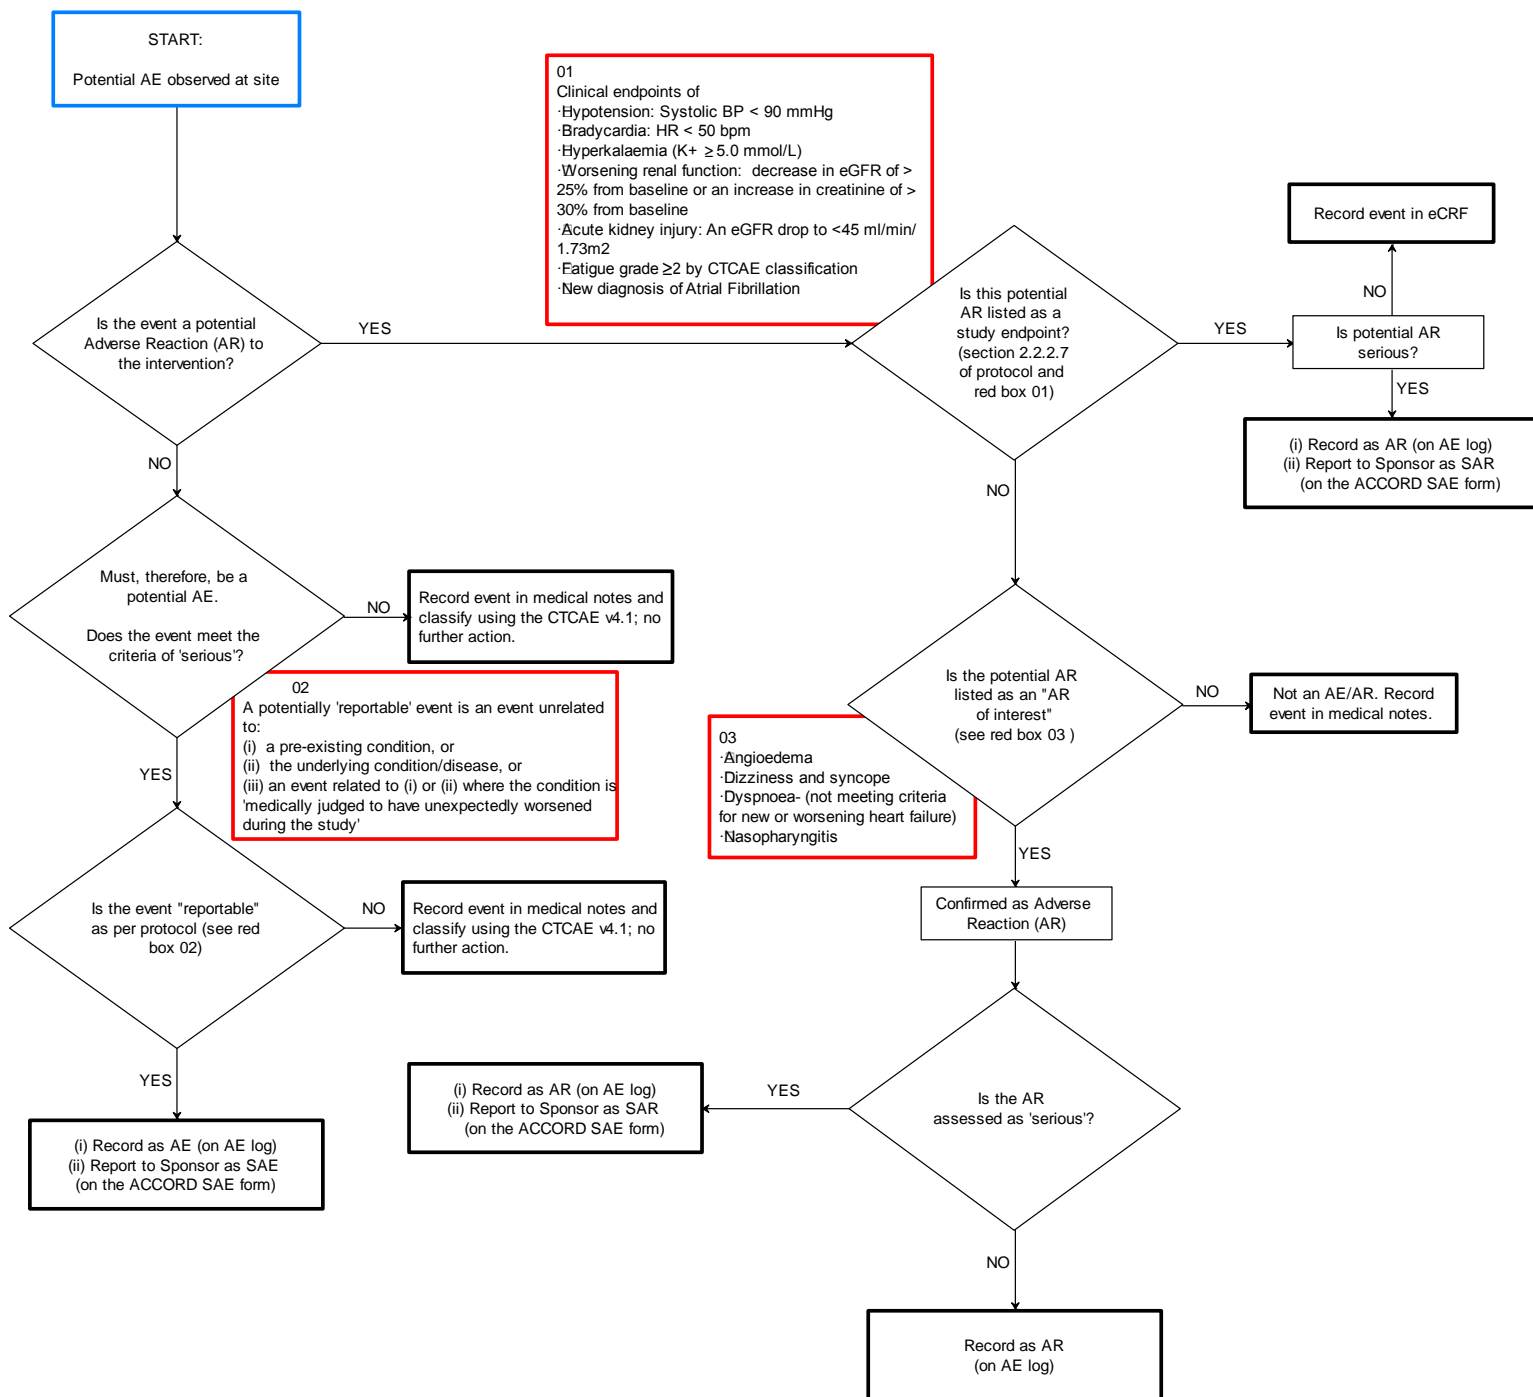 START:
Potential AE observed at site
01
Clinical endpoints of
·Hypotension: Systolic BP < 90 mmHg
·Bradycardia: HR < 50 bpm
·Hyperkalaemia (K+ ≥5.0 mmol/L)
·Worsening renal function: decrease in eGFR of >
25% from baseline or an increase in creatinine of >
30% from baseline
·Acute kidney injury: An eGFR drop to <45 ml/min/
1.73m2
·Fatigue grade ≥2 by CTCAE classification
·New diagnosis of Atrial Fibrillation
Record event in eCRF
NO
Is the event a potential
Adverse Reaction (AR) to
the intervention?
YES
Is this potential
AR listed as a
study endpoint?
(section 2.2.2.7
of protocol and
red box 01)
YES
Is potential AR
serious?
YES
(i) Record as AR (on AE log)
(ii) Report to Sponsor as SAR
(on the ACCORD SAE form)
NO
NO
Must, therefore, be a
potential AE.
Does the event meet the
criteria of 'serious'?
NO
Record event in medical notes and
classify using the CTCAE v4.1; no
further action.
02
A potentially 'reportable' event is an event unrelated
to:
(i) a pre-existing condition, or
(ii) the underlying condition/disease, or
(iii) an event related to (i) or (ii) where the condition is
'medically judged to have unexpectedly worsened
during the study'
YES
Is the potential AR
listed as an "AR
of interest"
(see red box 03 )
NO
Not an AE/AR. Record
event in medical notes.
03
·Angioedema
·Dizziness and syncope
·Dyspnoea- (not meeting criteria
for new or worsening heart failure)
·Nasopharyngitis
YES
Is the event "reportable"
as per protocol (see red
box 02)
NO
Record event in medical notes and
classify using the CTCAE v4.1; no
further action.
Confirmed as Adverse
Reaction (AR)
YES
(i) Record as AE (on AE log)
(ii) Report to Sponsor as SAE
(on the ACCORD SAE form)
Is the AR
assessed as 'serious'?
YES
(i) Record as AR (on AE log)
(ii) Report to Sponsor as SAR
(on the ACCORD SAE form)
NO
Record as AR
(on AE log)